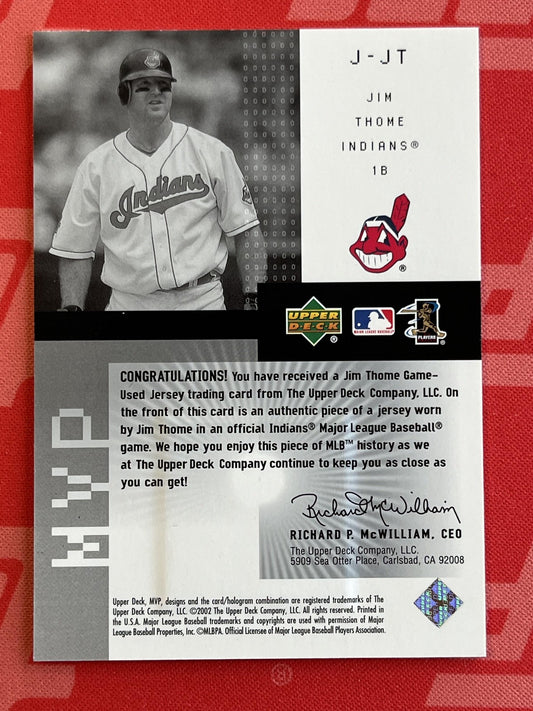 J-JT
JIM
THOME
INDIANS®
1B
Indians
®
UPPER
DECK
®
MAJOR LEAGUE BASEBALL
PLAYERS
MVP
CONGRATULATIONS! You have received a Jim Thome Game-
Used Jersey trading card from The Upper Deck Company, LLC. On
the front of this card is an authentic piece of a jersey worn
by Jim Thome in an official Indians® Major League Baseball®
game. We hope you enjoy this piece of MLB™ history as we
at The Upper Deck Company continue to keep you as close as
you can get!
Richard P. McWilliam
RICHARD P. McWILLIAM, CEO
The Upper Deck Company, LLC.
5909 Sea Otter Place, Carlsbad, CA 92008
Upper Deck, MVP, designs and the card/hologram combination are registered trademarks of The
Upper Deck Company, LLC. ©2002 The Upper Deck Company, LLC. All rights reserved. Printed in
the U.S.A. Major League Baseball trademarks and copyrights are used with permission of Major
League Baseball Properties, Inc. ©MLBPA. Official Licensee of Major League Baseball Players Association.